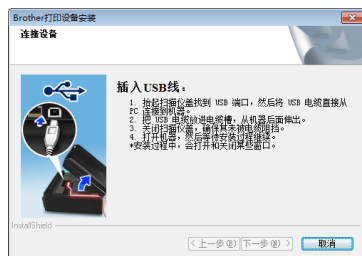 Brother打印设备安装
连接设备
插入USB线：
1. 抬起扫描仪盖找到 USB 端口，然后将 USB 电缆直接从
PC 连接到机器。
2. 把 USB 电缆放进电缆槽，从机器后面伸出。
3. 关闭扫描仪盖，确保其未被电缆阻挡。
4. 打开机器，然后等待安装过程继续。
*安装过程中，会打开和关闭某些窗口。
InstallShield
< 上一步(B) 下一步(N) > 取消